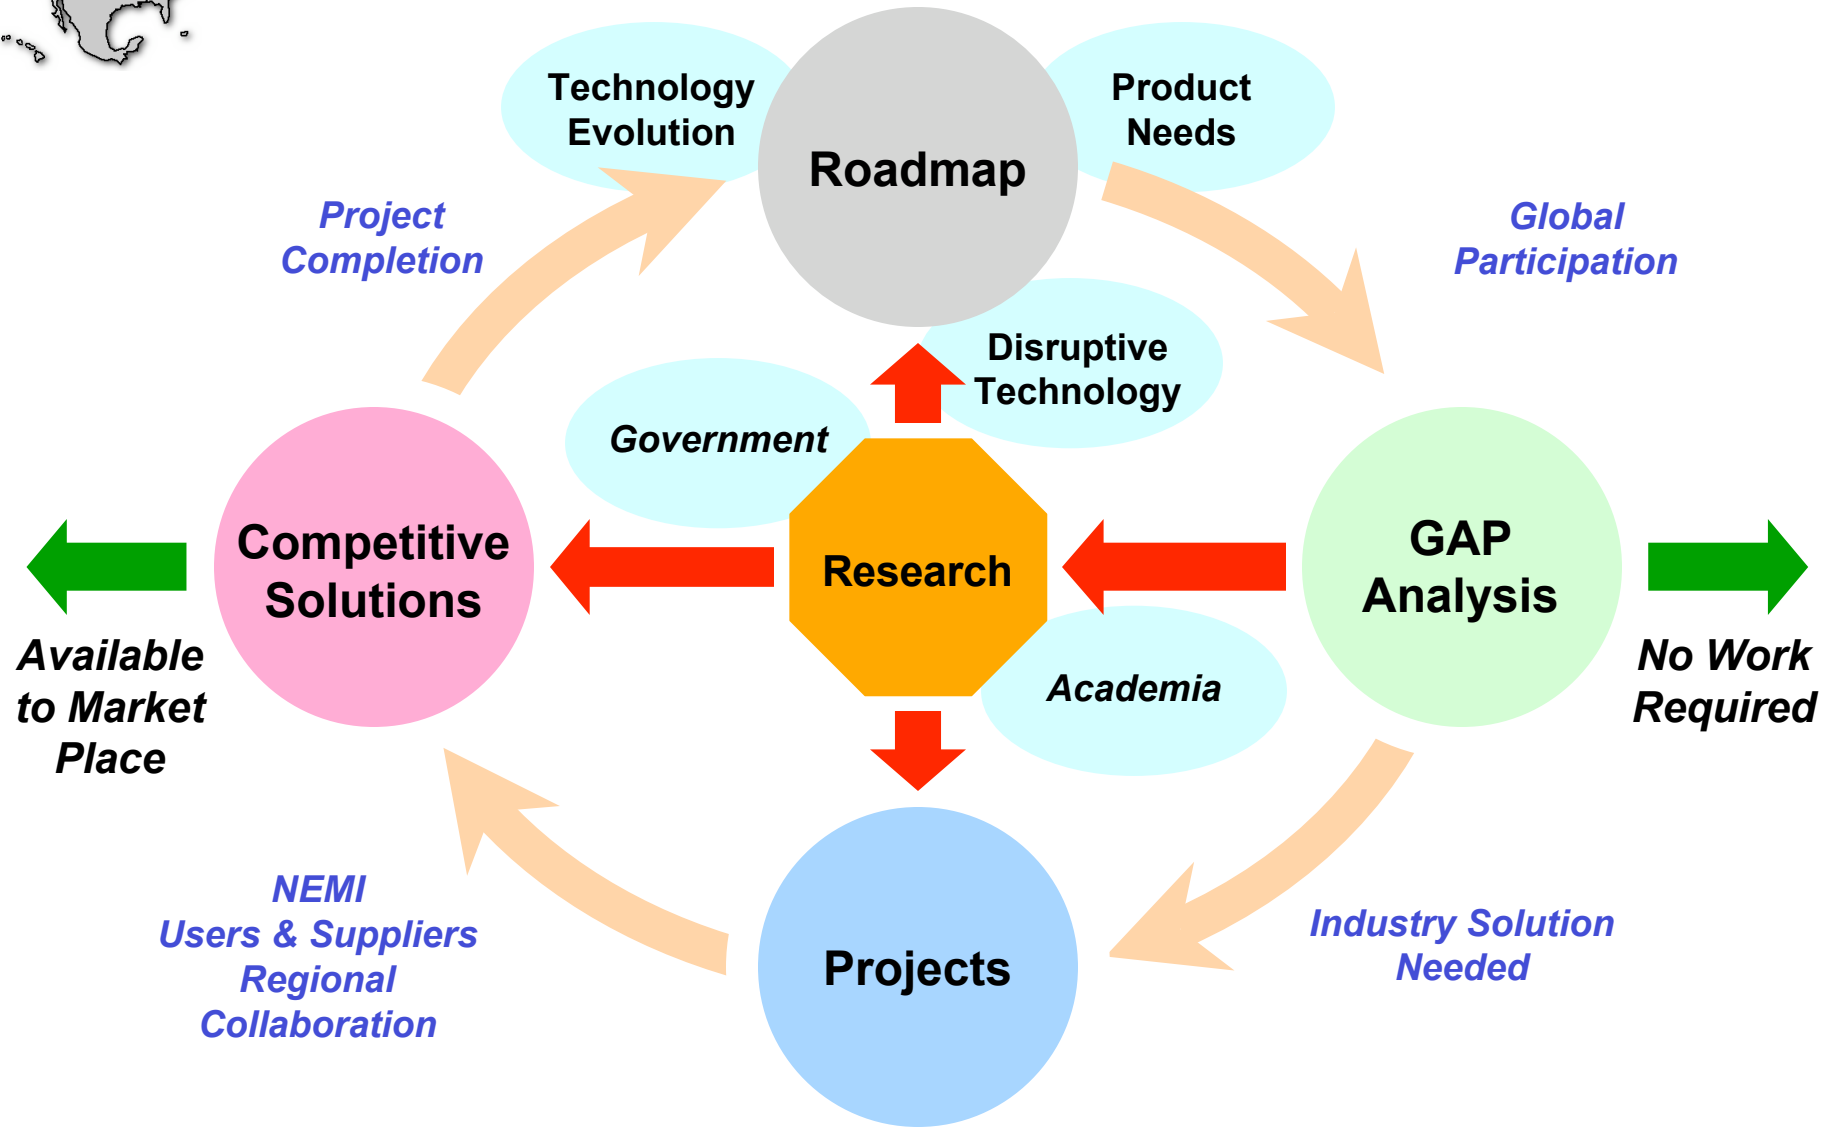 Technology
Evolution
Product
Needs
Roadmap
Project
Completion
Global
Participation
Disruptive
Technology
Government
Competitive
Solutions
Research
GAP
Analysis
Available
to Market
Place
Academia
No Work
Required
NEMI
Users & Suppliers
Regional
Collaboration
Projects
Industry Solution
Needed